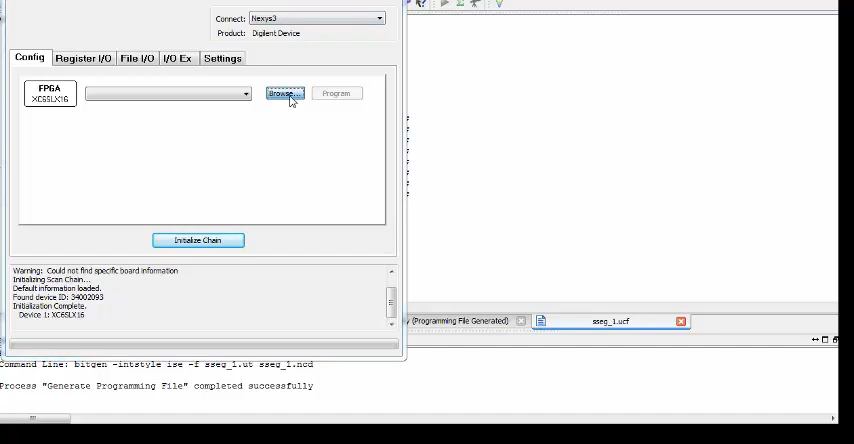 Connect: Nexys3
Product: Digilent Device
Config Register I/O File I/O I/O Ex Settings
FPGA
XC6SLX16
Browse... Program
Initialize Chain
Warning: Could not find specific board information
Initializing Scan Chain...
Default information loaded.
Found device ID: 34002093
Initialization Complete.
Device 1: XC6SLX16
(Programming File Generated) sseg_1.ucf
Command Line: bitgen -intstyle ise -f sseg_1.ut sseg_1.ncd
Process "Generate Programming File" completed successfully